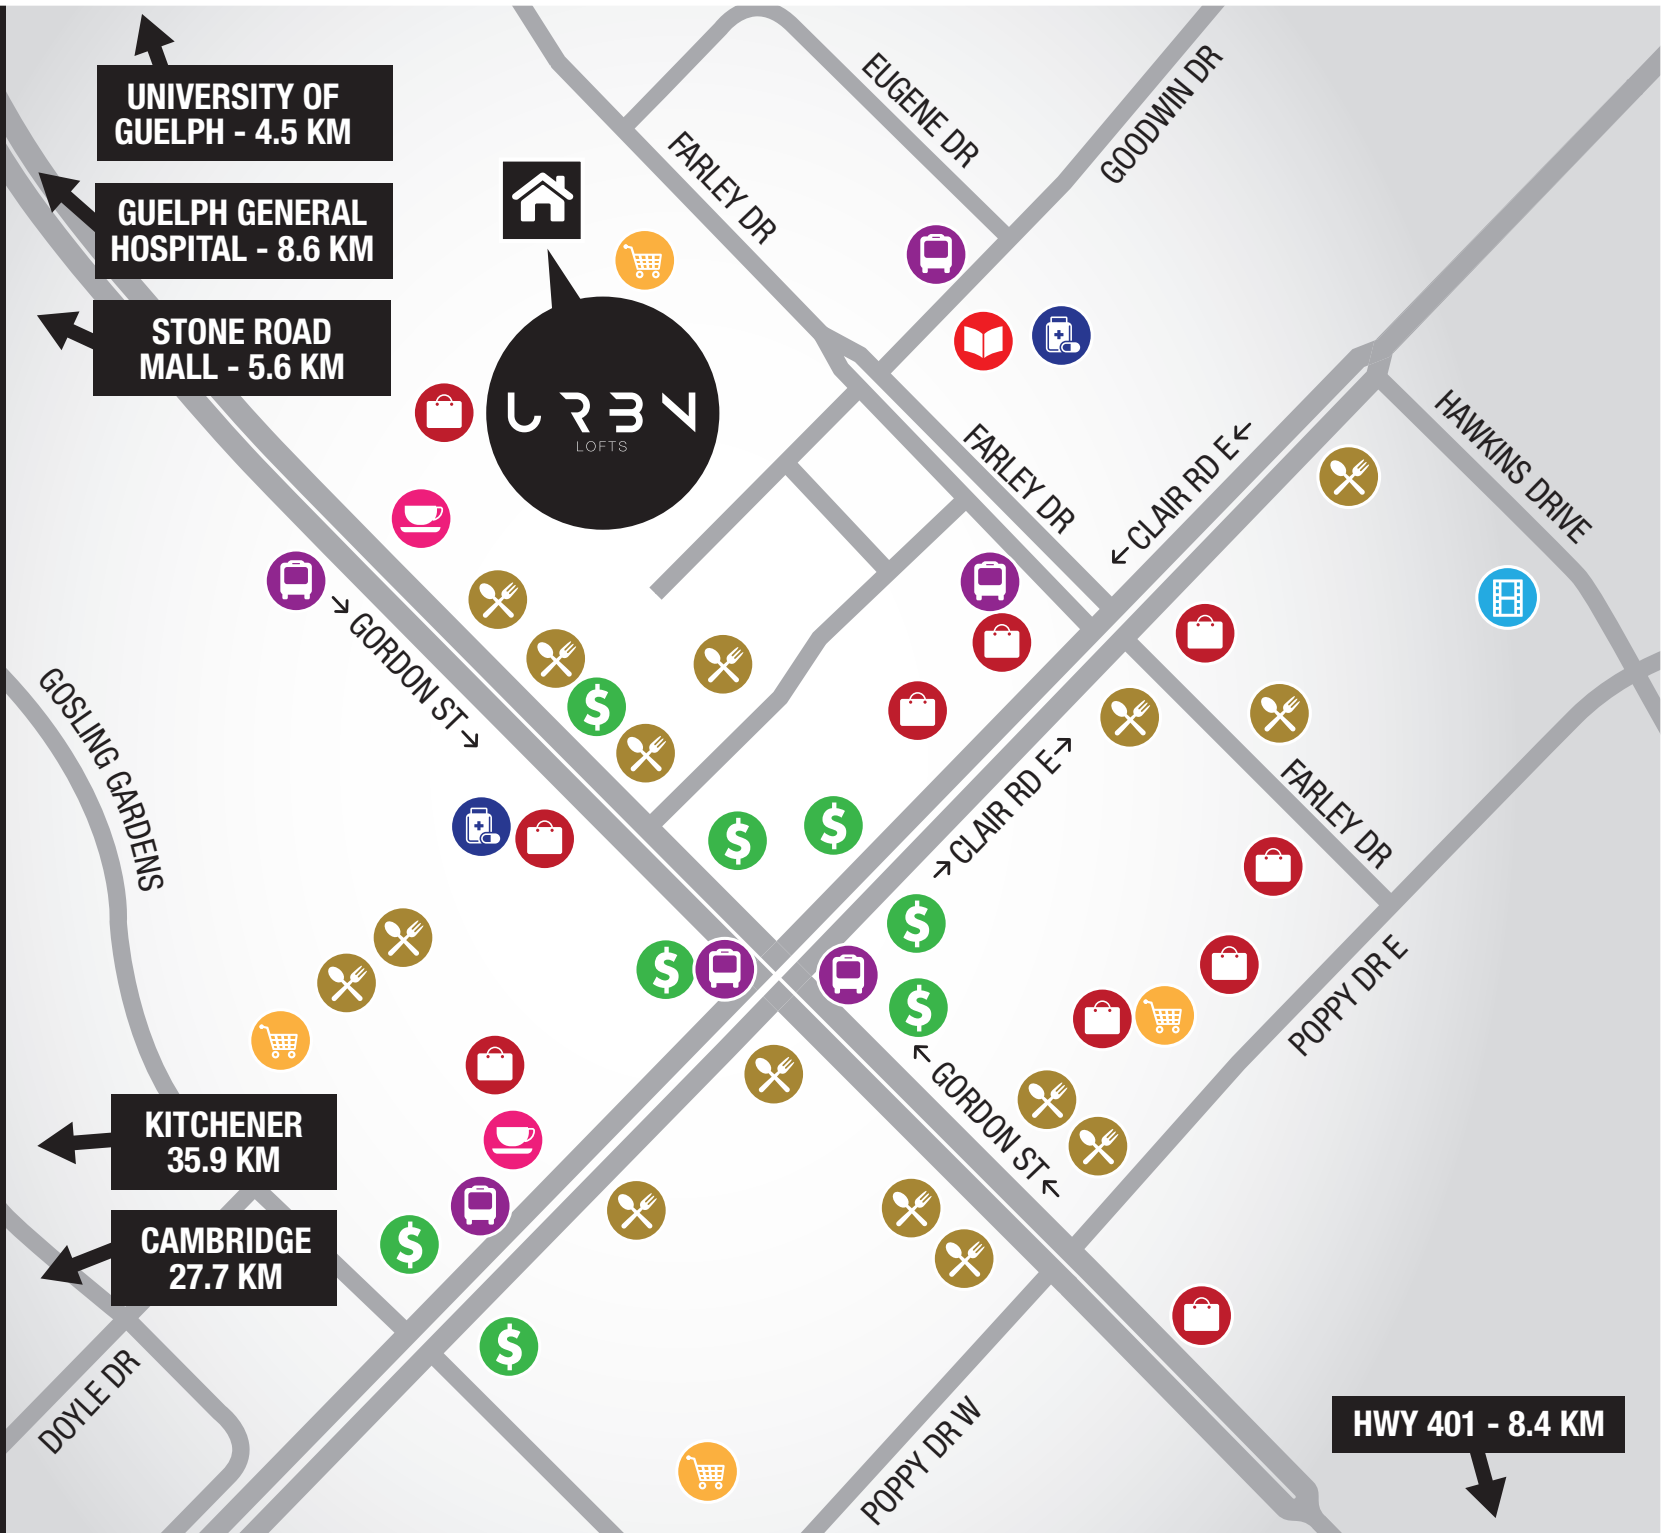 UNIVERSITY OF
GUELPH - 4.5 KM
GUELPH GENERAL
HOSPITAL - 8.6 KM
STONE ROAD
MALL - 5.6 KM
EUGENE DR
GOODWIN DR
FARLEY DR
URBN
LOFTS
FARLEY DR
← CLAIR RD E ←
HAWKINS DRIVE
→ GORDON ST →
GOSLING GARDENS
→ CLAIR RD E →
FARLEY DR
$
$
$
$
$
$
POPPY DR E
← GORDON ST ←
KITCHENER
35.9 KM
CAMBRIDGE
27.7 KM
$
$
DOYLE DR
POPPY DR W
HWY 401 - 8.4 KM